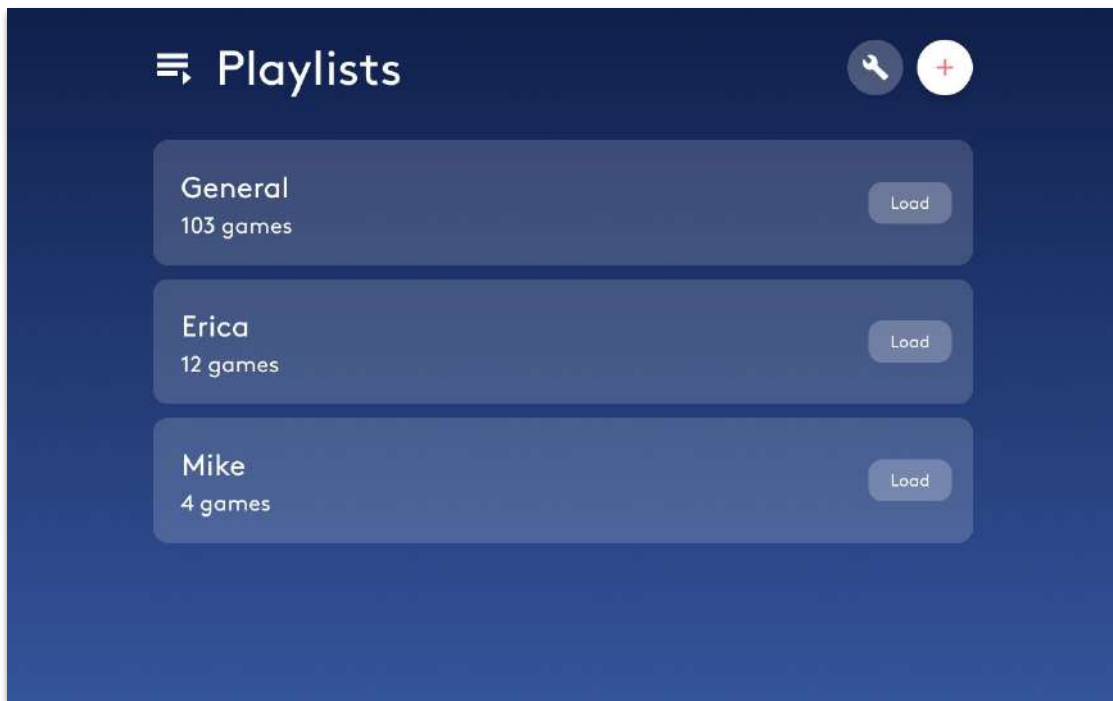 Playlists
General
103 games
Load
Erica
12 games
Load
Mike
4 games
Load